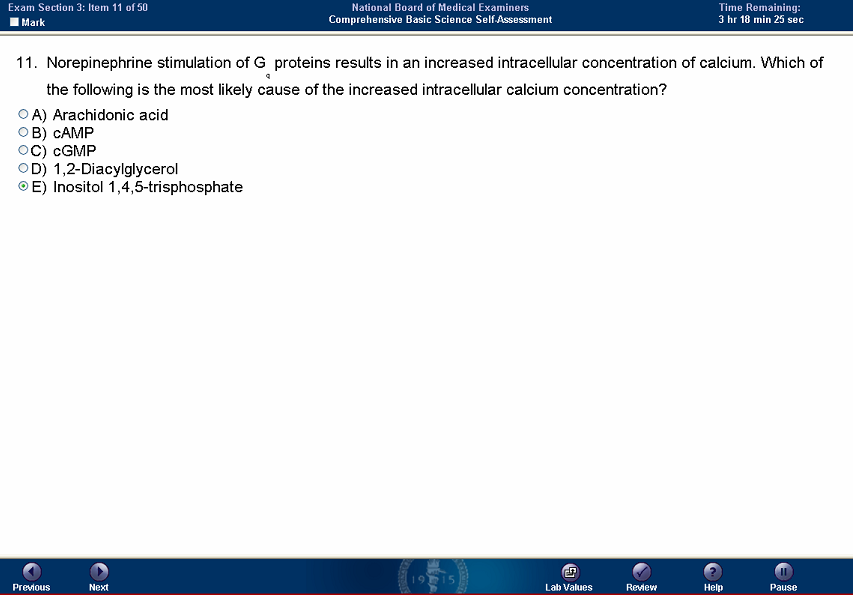 Exam Section 3: Item 11 of 50
National Board of Medical Examiners
Time Remaining:
Mark
Comprehensive Basic Science Self-Assessment
3 hr 18 min 25 sec
11. Norepinephrine stimulation of Gq proteins results in an increased intracellular concentration of calcium. Which of
the following is the most likely cause of the increased intracellular calcium concentration?
A) Arachidonic acid
B) cAMP
C) cGMP
D) 1,2-Diacylglycerol
E) Inositol 1,4,5-trisphosphate
1915
Previous
Next
Lab Values
Review
Help
Pause